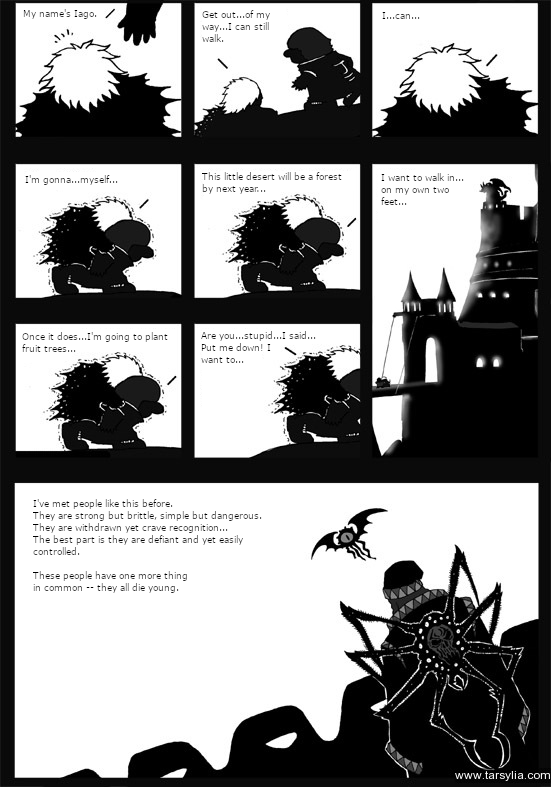 My name's Iago.
Get out...of my
way...I can still
walk.
I...can...
I'm gonna...myself...
This little desert will be a forest
by next year...
I want to walk in...
on my own two
feet...
Once it does...I'm going to plant
fruit trees...
Are you...stupid...I said...
Put me down! I
want to...
I've met people like this before.
They are strong but brittle, simple but dangerous.
They are withdrawn yet crave recognition...
The best part is they are defiant and yet easily
controlled.
These people have one more thing
in common -- they all die young.
www.tarsylia.com